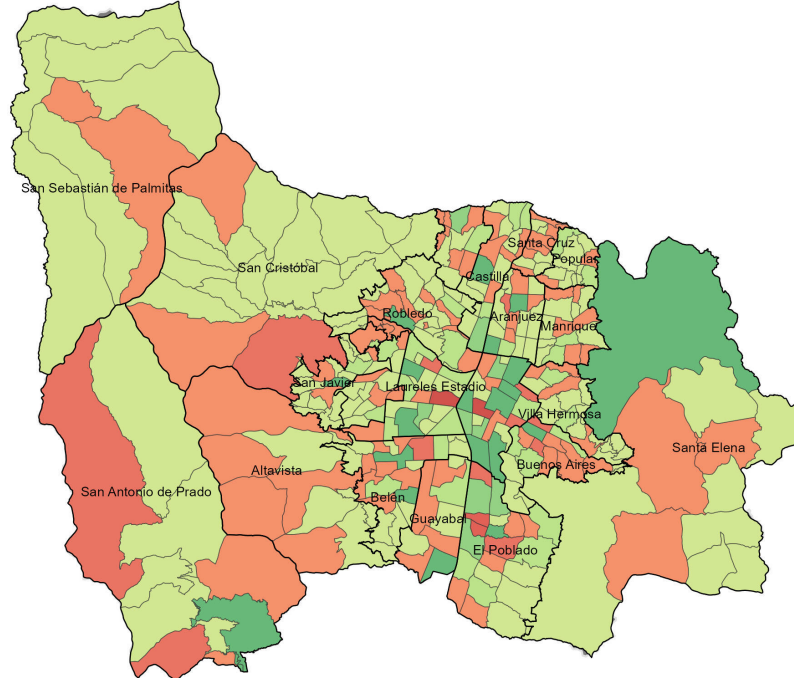 San Sebastián de Palmitas
San Cristóbal
Santa Cruz
Popular
Castilla
Robledo
Aranjuez
Manrique
San Javier
Laureles Estadio
Villa Hermosa
Santa Elena
Buenos Aires
Altavista
San Antonio de Prado
Belén
Guayabal
El Poblado